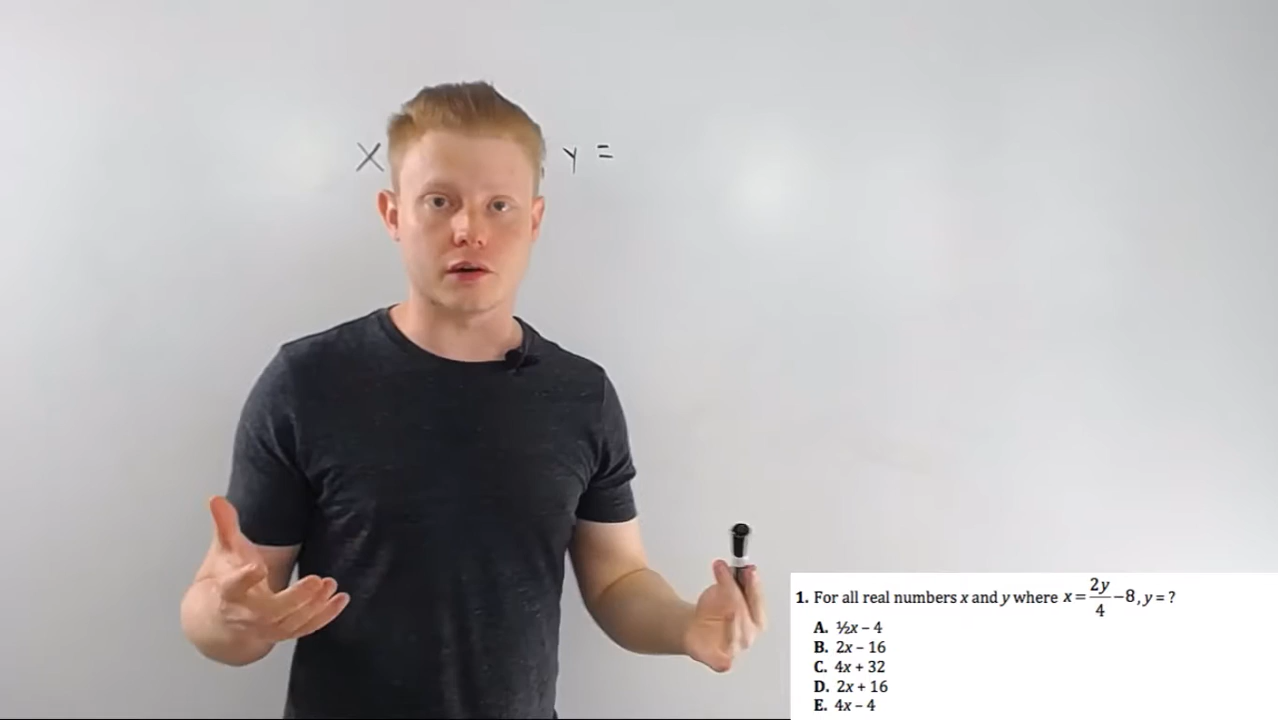 X y =
1. For all real numbers x and y where x = 2y/4 – 8, y = ?
A. ½x – 4
B. 2x – 16
C. 4x + 32
D. 2x + 16
E. 4x – 4